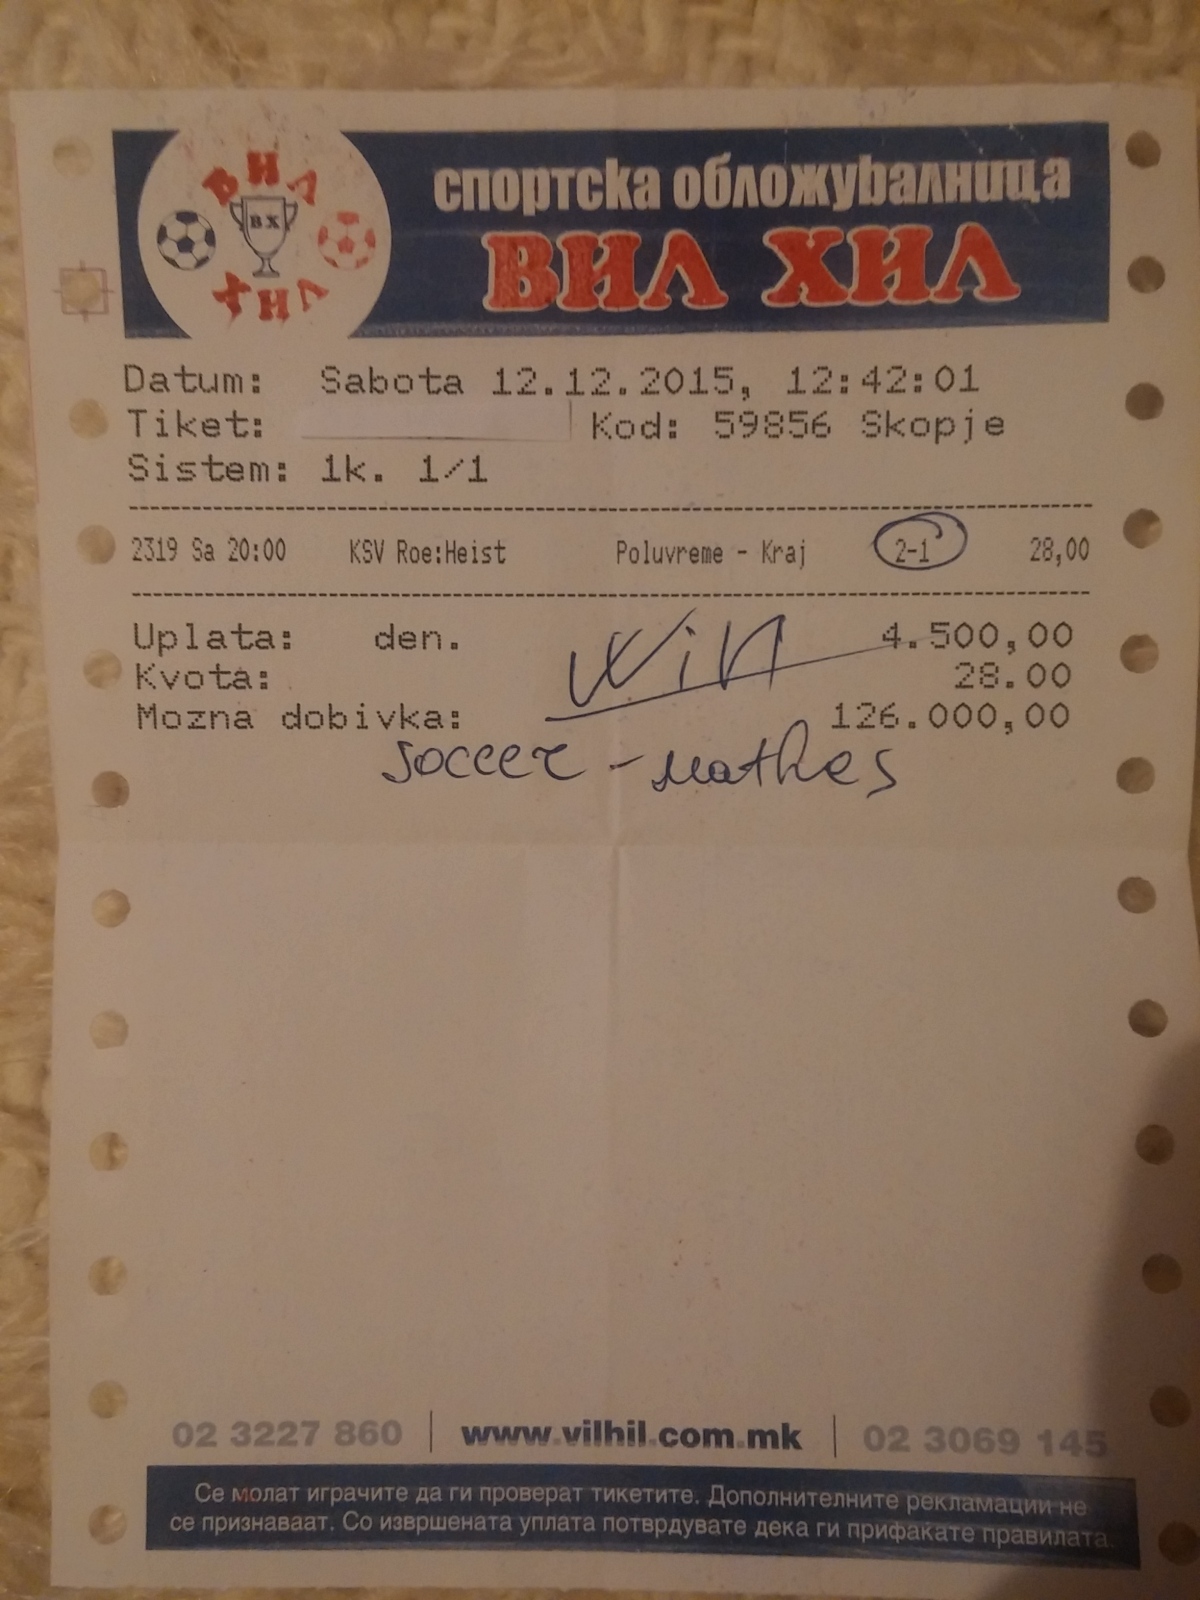 ВИЛ
ВХ
ХИЛ
спортска обложувалница
ВИЛ ХИЛ
Datum: Sabota 12.12.2015, 12:42:01
Tiket: Kod: 59856 Skopje
Sistem: 1k. 1/1
2319 Sa 20:00 KSV Roe:Heist Poluvreme - Kraj 2-1 28,00
Uplata: den. 4.500,00
Kvota: 28.00
Win
Mozna dobivka: 126.000,00
soccer - mathes
02 3227 860 | www.vilhil.com.mk | 02 3069 145
Се молат играчите да ги проверат тикетите. Дополнителните рекламации не
се признаваат. Со извршената уплата потврдувате дека ги прифакате правилата.